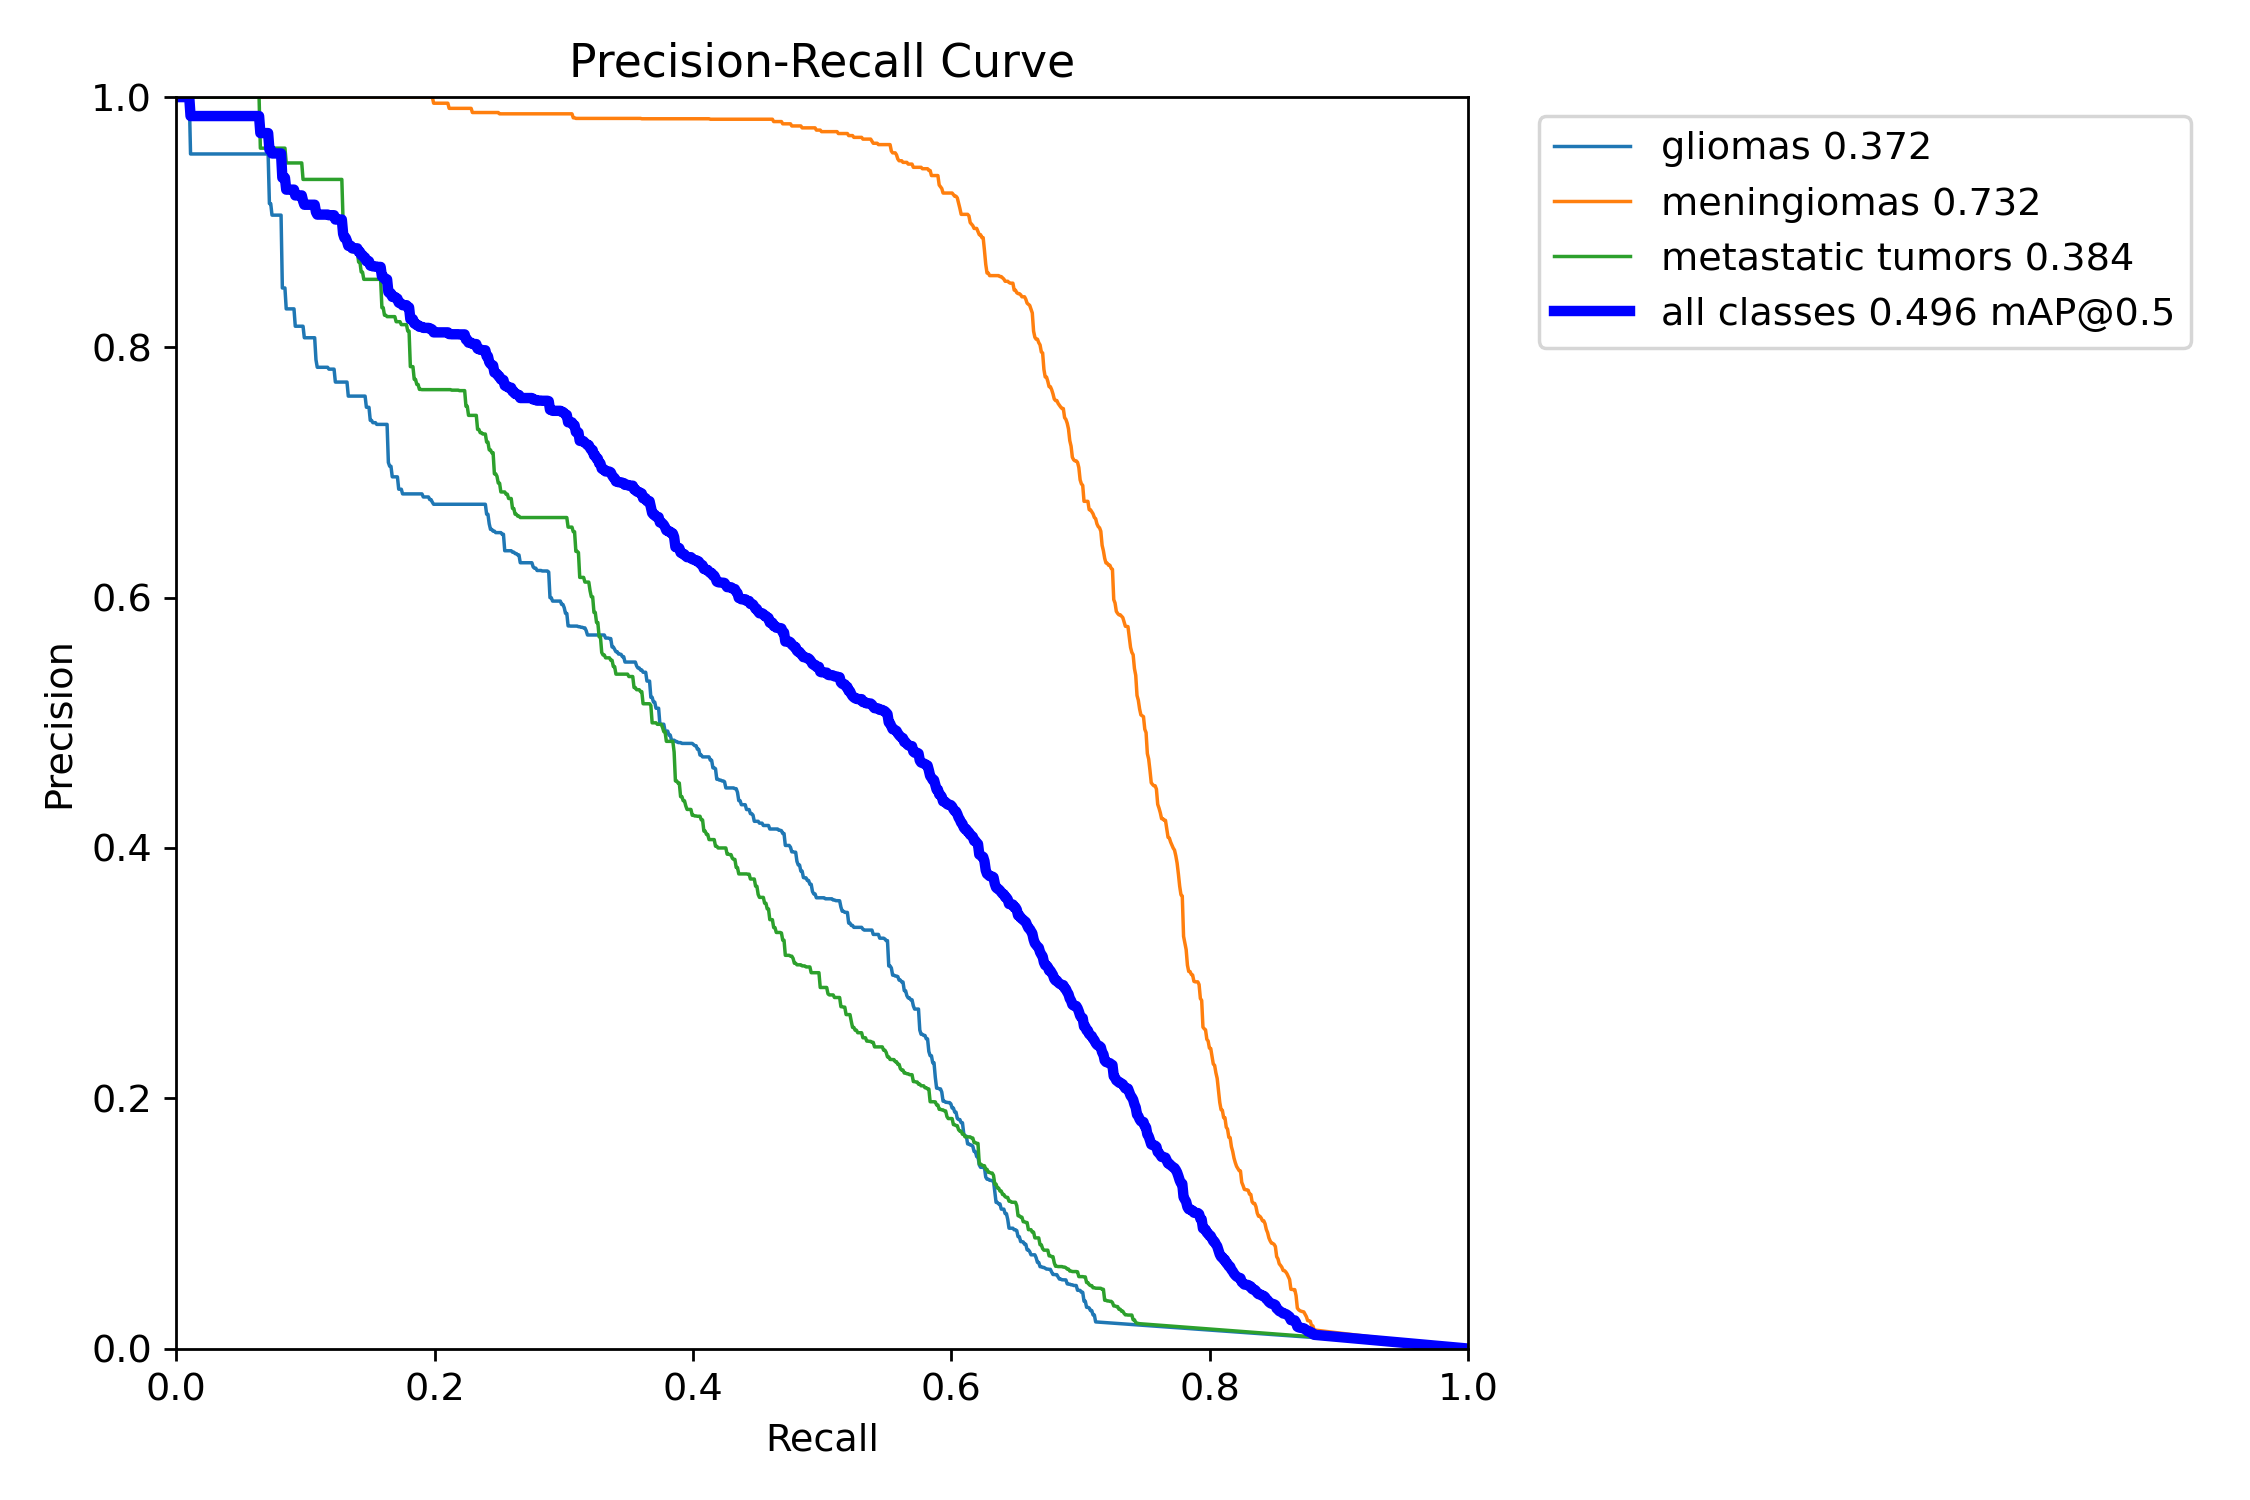 Precision-Recall Curve
1.0
0.8
0.6
0.4
0.2
0.0
Precision
0.0 0.2 0.4 0.6 0.8 1.0
Recall
gliomas 0.372
meningiomas 0.732
metastatic tumors 0.384
all classes 0.496 mAP@0.5